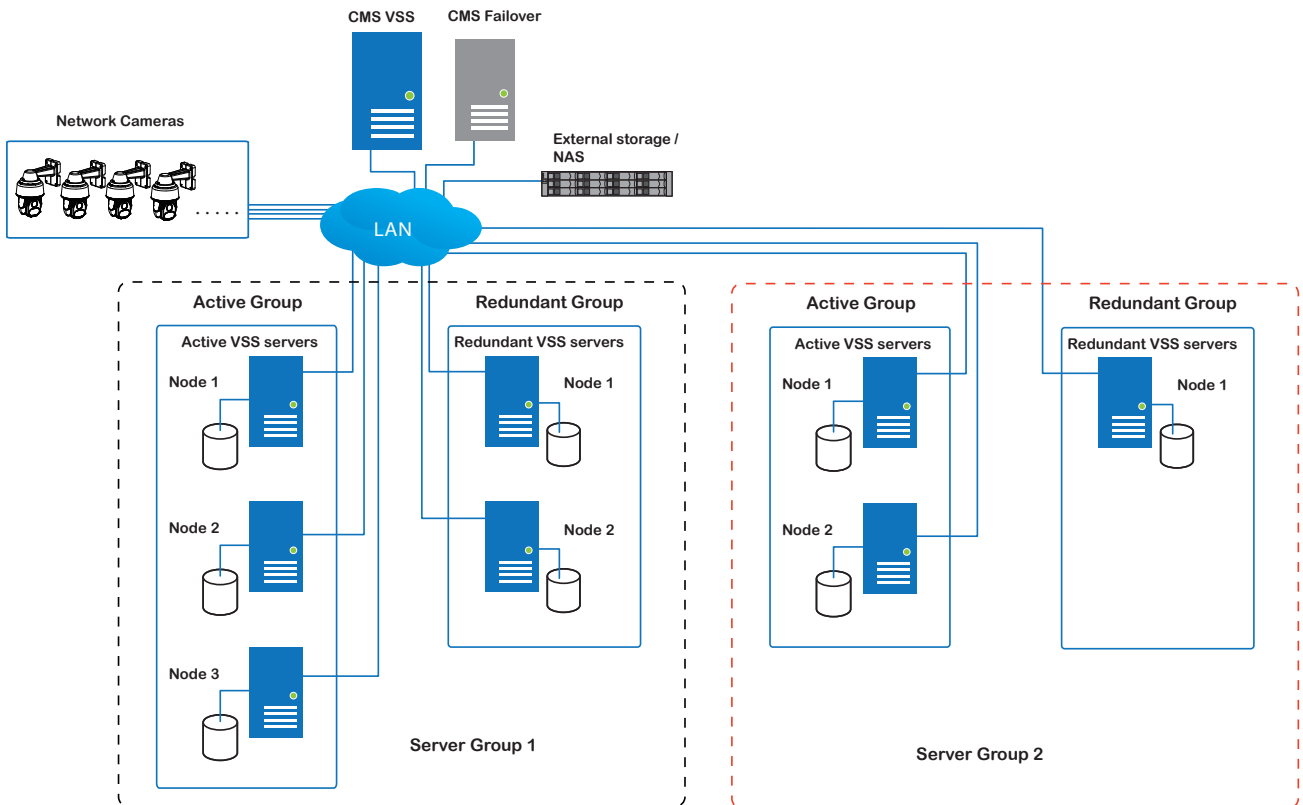 CMS VSS
CMS Failover
Network Cameras
External storage /
NAS
.....
LAN
Active Group
Redundant Group
Active VSS servers
Redundant VSS servers
Node 1
Node 1
Node 2
Node 2
Node 3
Server Group 1
Active Group
Redundant Group
Active VSS servers
Redundant VSS servers
Node 1
Node 1
Node 2
Server Group 2